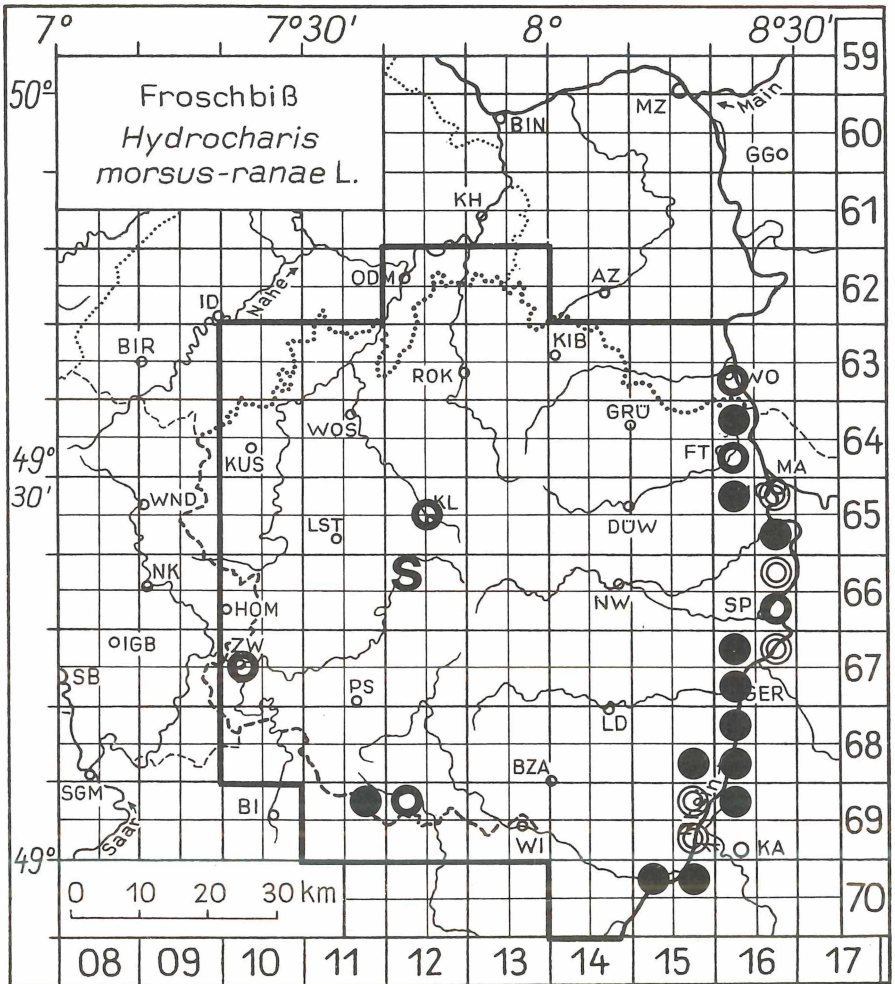 7° 7°30' 8° 8°30'
59
50°
Froschbiß
Hydrocharis
morsus-ranae L.
MZ
Main
BIN
60
GG
KH
61
ODM
AZ
62
ID
Nahe
KIB
BIR
63
ROK
WO
GRÜ
WOS
64
KUS
FT
MA
49°
30'
WND
KL
65
LST
DÜW
S
NK
66
NW
SP
HOM
IGB
ZW
67
SB
PS
GER
LD
68
BZA
SGM
BI
69
Saar
WI
KA
49°
0 10 20 30 km
70
08 09 10 11 12 13 14 15 16 17